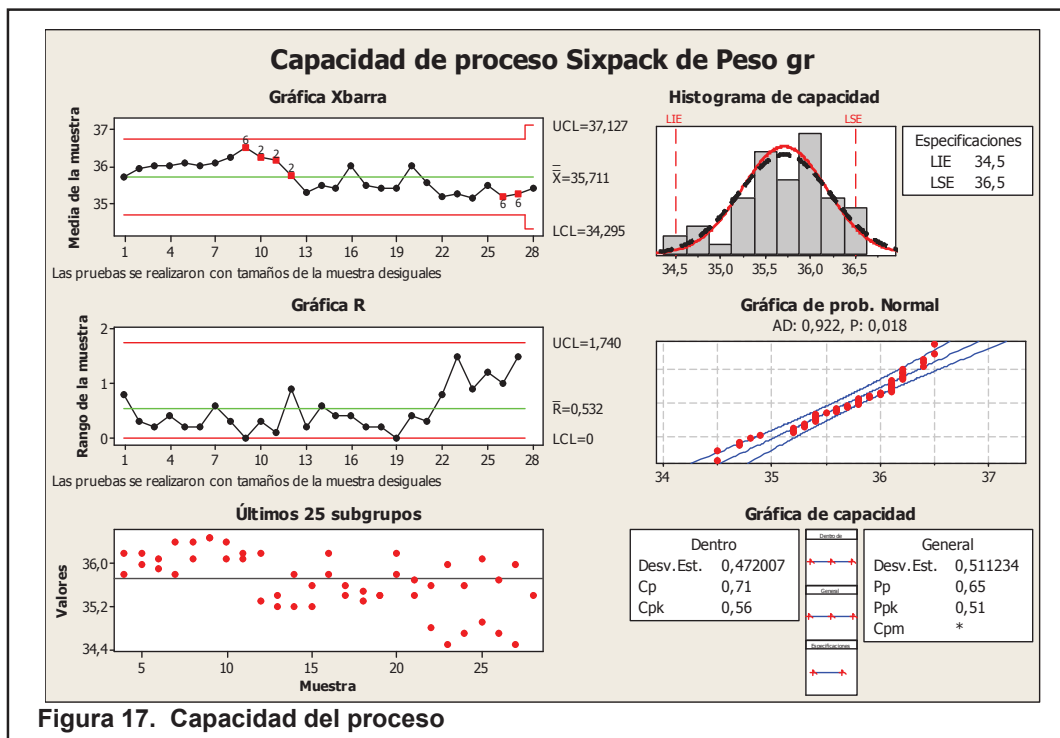 Capacidad de proceso Sixpack de Peso gr
Gráfica Xbarra
Media de la muestra
37
36
35
6
2
2
2
6
6
UCL=37,127
X=35,711
LCL=34,295
1 4 7 10 13 16 19 22 25 28
Las pruebas se realizaron con tamaños de la muestra desiguales
Histograma de capacidad
LIE
LSE
34,5 35,0 35,5 36,0 36,5
Especificaciones
LIE 34,5
LSE 36,5
Gráfica R
Rango de la muestra
2
1
0
UCL=1,740
R=0,532
LCL=0
1 4 7 10 13 16 19 22 25 28
Las pruebas se realizaron con tamaños de la muestra desiguales
Gráfica de prob. Normal
AD: 0,922, P: 0,018
34 35 36 37
Últimos 25 subgrupos
Valores
36,0
35,2
34,4
5 10 15 20 25
Muestra
Gráfica de capacidad
Dentro
Desv.Est. 0,472007
Cp 0,71
Cpk 0,56
Dentro de
General
Especificaciones
General
Desv.Est. 0,511234
Pp 0,65
Ppk 0,51
Cpm *
Figura 17. Capacidad del proceso